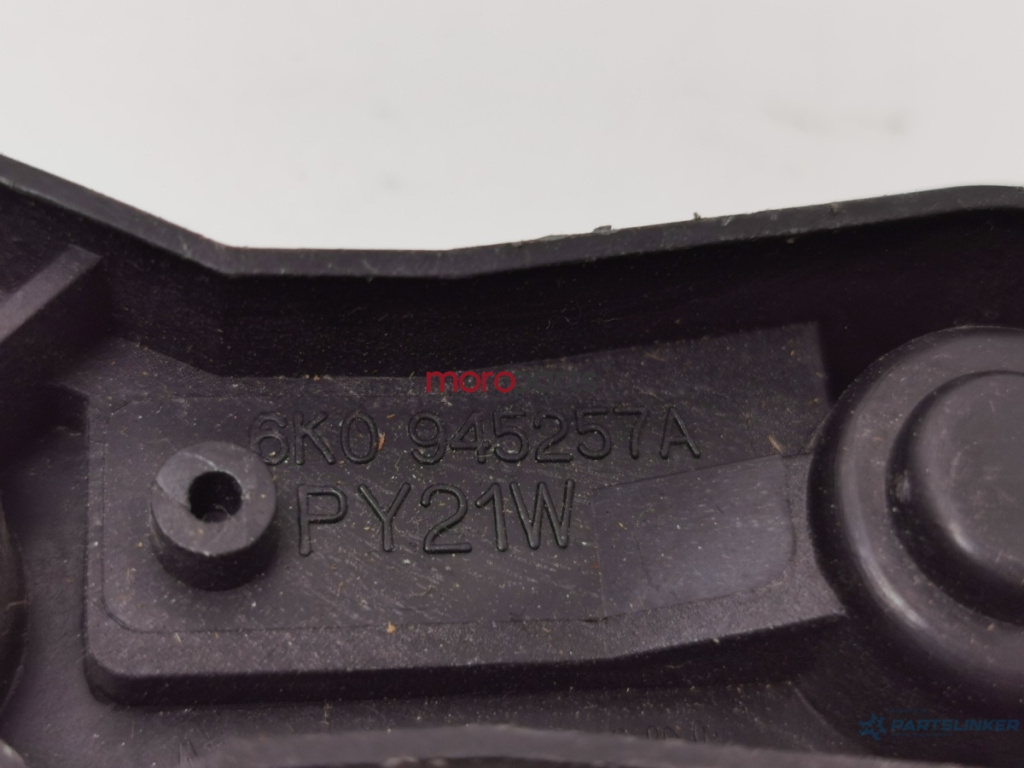 moro
6K0 945257A
PY21W
PARTSLINKER